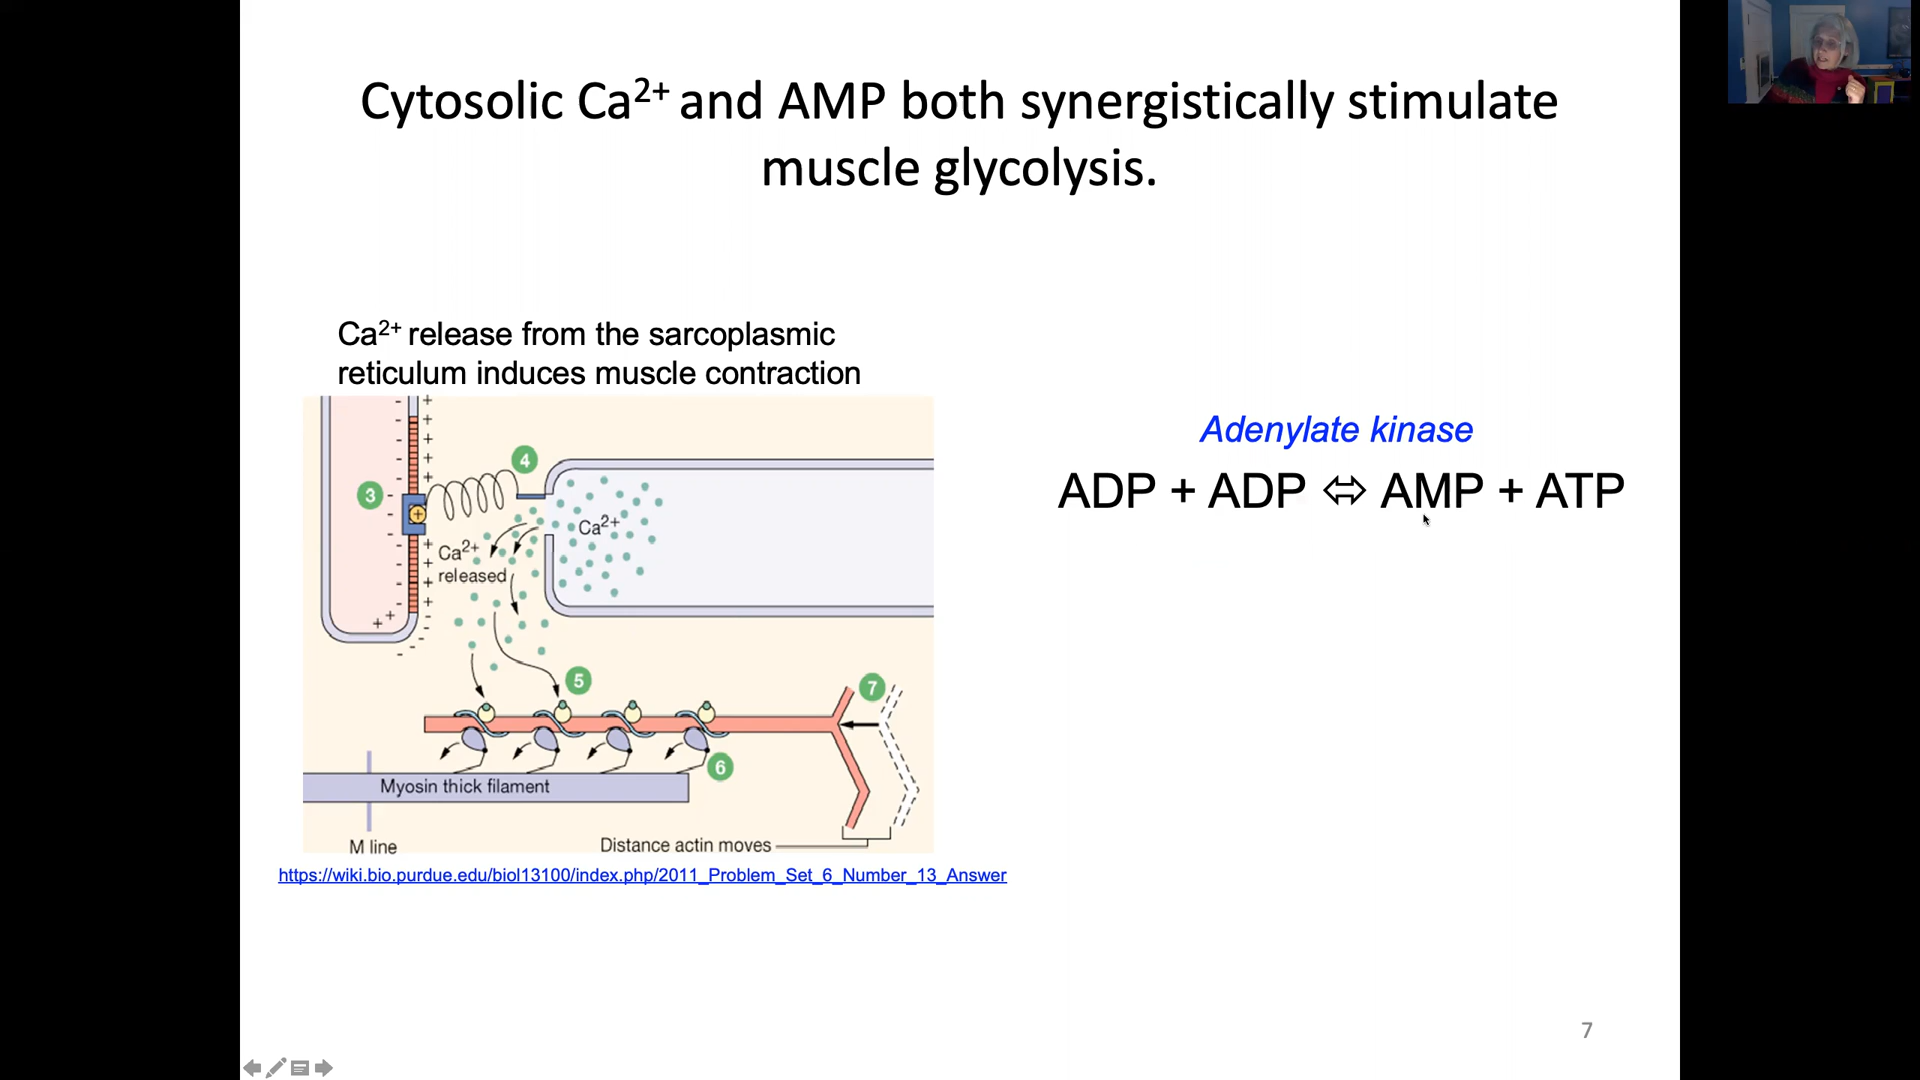 Cytosolic Ca²⁺ and AMP both synergistically stimulate
muscle glycolysis.
Ca²⁺ release from the sarcoplasmic
reticulum induces muscle contraction
3
4
Ca²⁺
Ca²⁺
released
5
7
6
Myosin thick filament
M line
Distance actin moves
https://wiki.bio.purdue.edu/biol13100/index.php/2011_Problem_Set_6_Number_13_Answer
Adenylate kinase
ADP + ADP ⇔ AMP + ATP
7